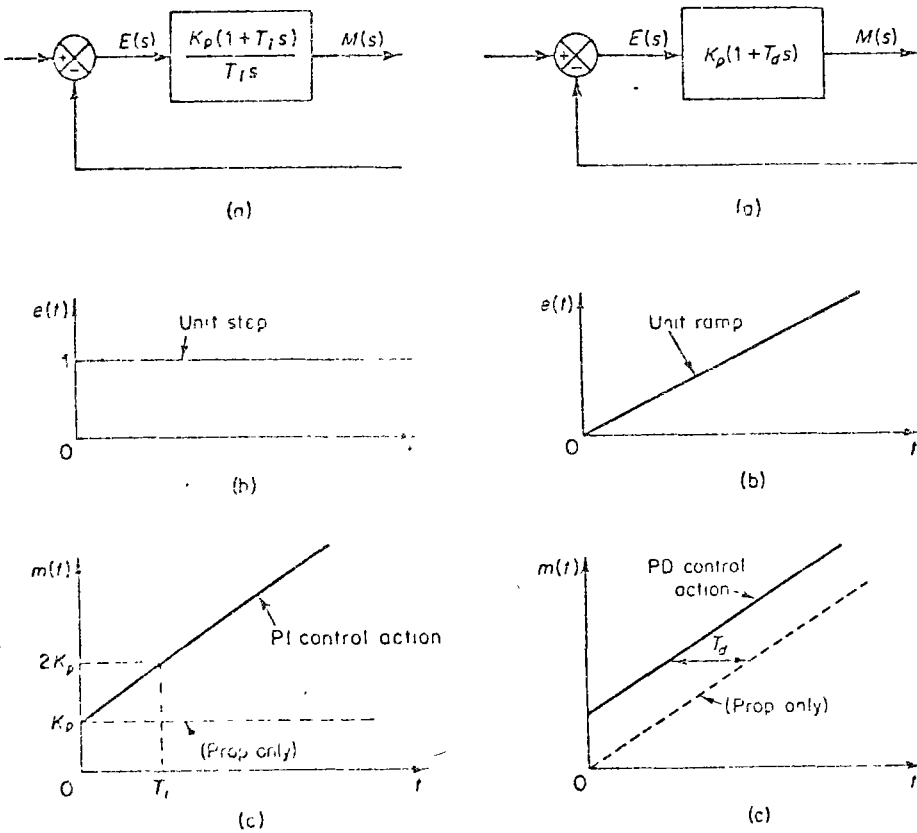 E(s)
K_p(1+T_i s)
T_i s
M(s)
+
−
(a)
e(t)
Unit step
1
0
(b)
m(t)
2K_p
K_p
PI control action
(Prop only)
0
T_i
t
(c)
E(s)
K_p(1+T_d s)
M(s)
+
−
(a)
e(t)
Unit ramp
0
t
(b)
m(t)
PD control
action
T_d
(Prop only)
0
t
(c)